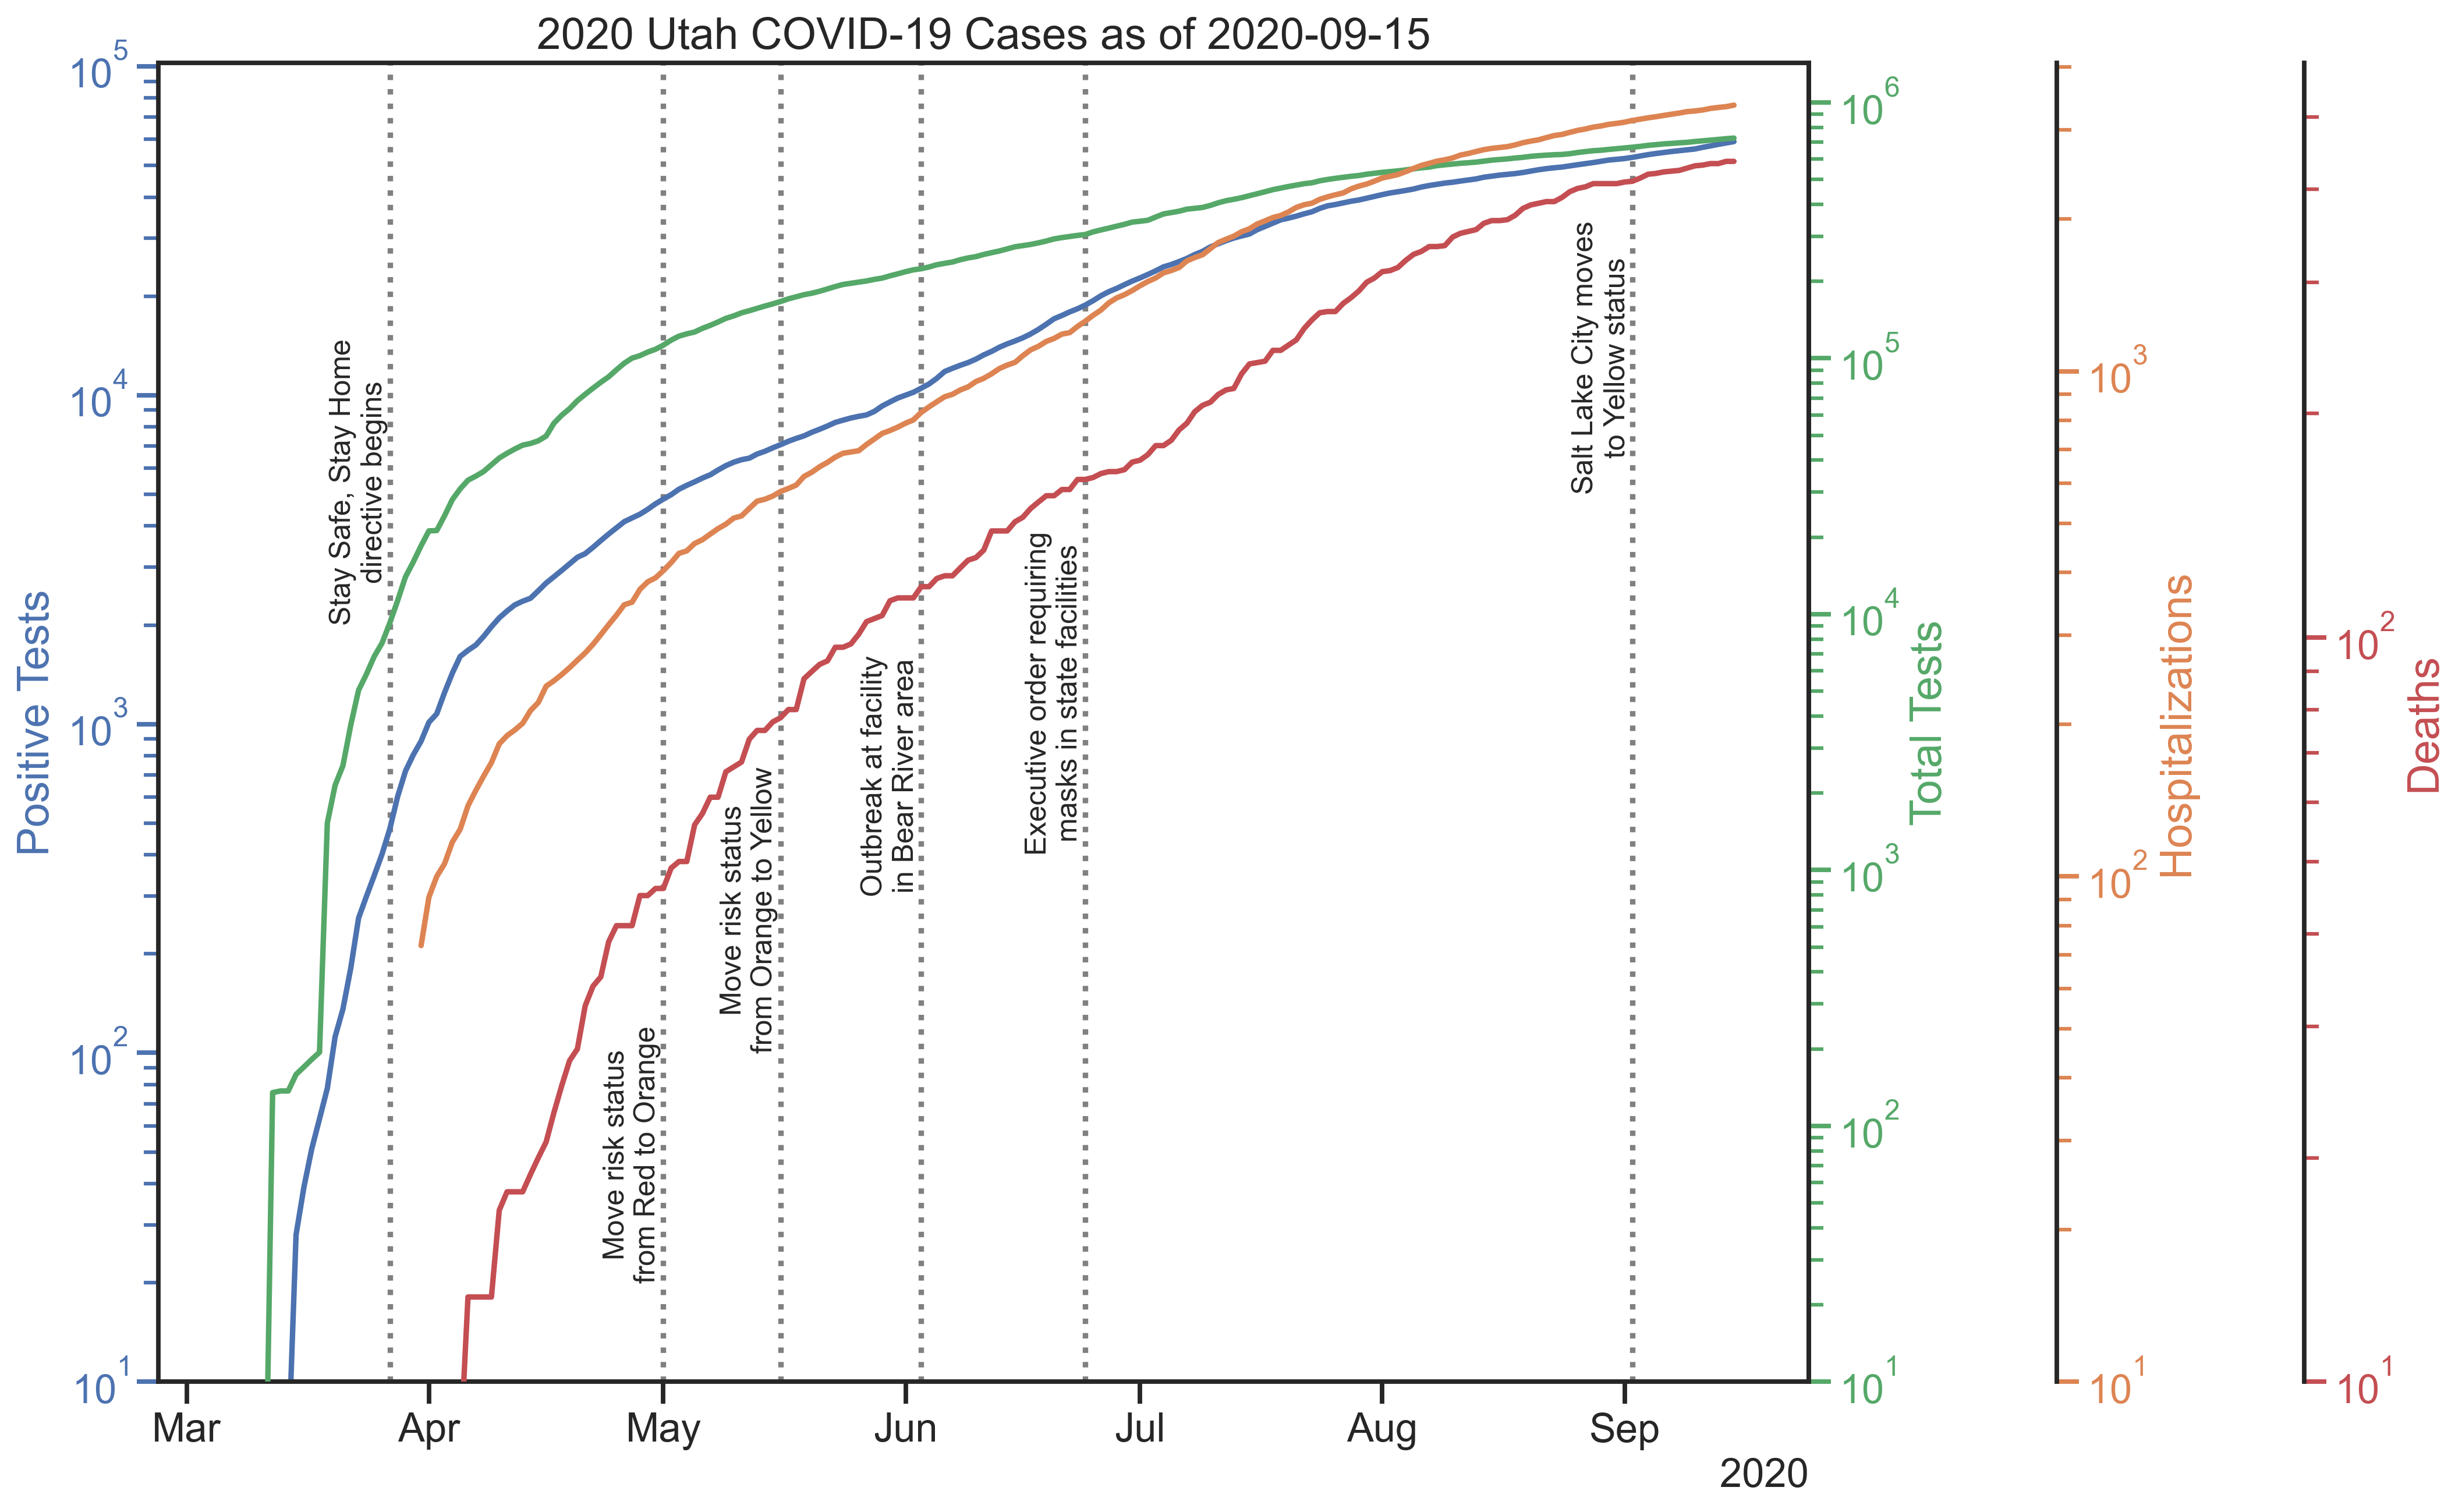 2020 Utah COVID-19 Cases as of 2020-09-15
Positive Tests
10^5
10^4
10^3
10^2
10^1
Stay Safe, Stay Home
directive begins
Move risk status
from Red to Orange
Move risk status
from Orange to Yellow
Outbreak at facility
in Bear River area
Executive order requiring
masks in state facilities
Salt Lake City moves
to Yellow status
Mar
Apr
May
Jun
Jul
Aug
Sep
2020
10^6
10^5
10^4
10^3
10^2
10^1
Total Tests
10^3
10^2
10^1
Hospitalizations
10^2
10^1
Deaths